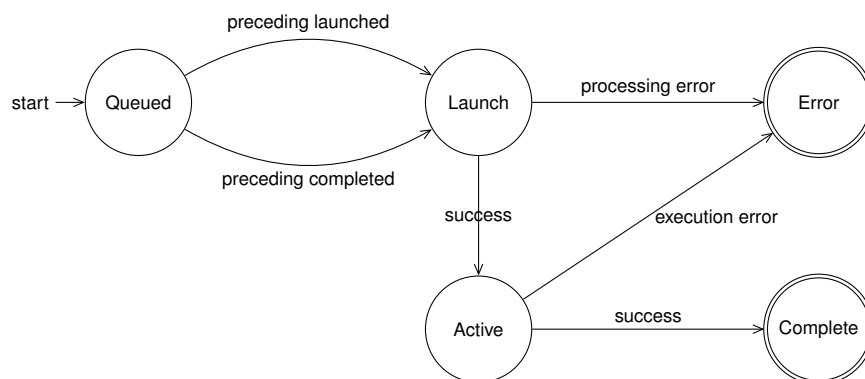 preceding launched
processing error
start
Queued
Launch
Error
preceding completed
success
execution error
success
Active
Complete